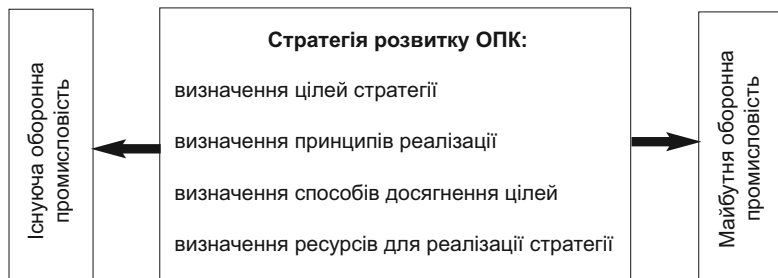 Існуюча оборонна
промисловість
Стратегія розвитку ОПК:
визначення цілей стратегії
визначення принципів реалізації
визначення способів досягнення цілей
визначення ресурсів для реалізації стратегії
Майбутня оборонна
промисловість